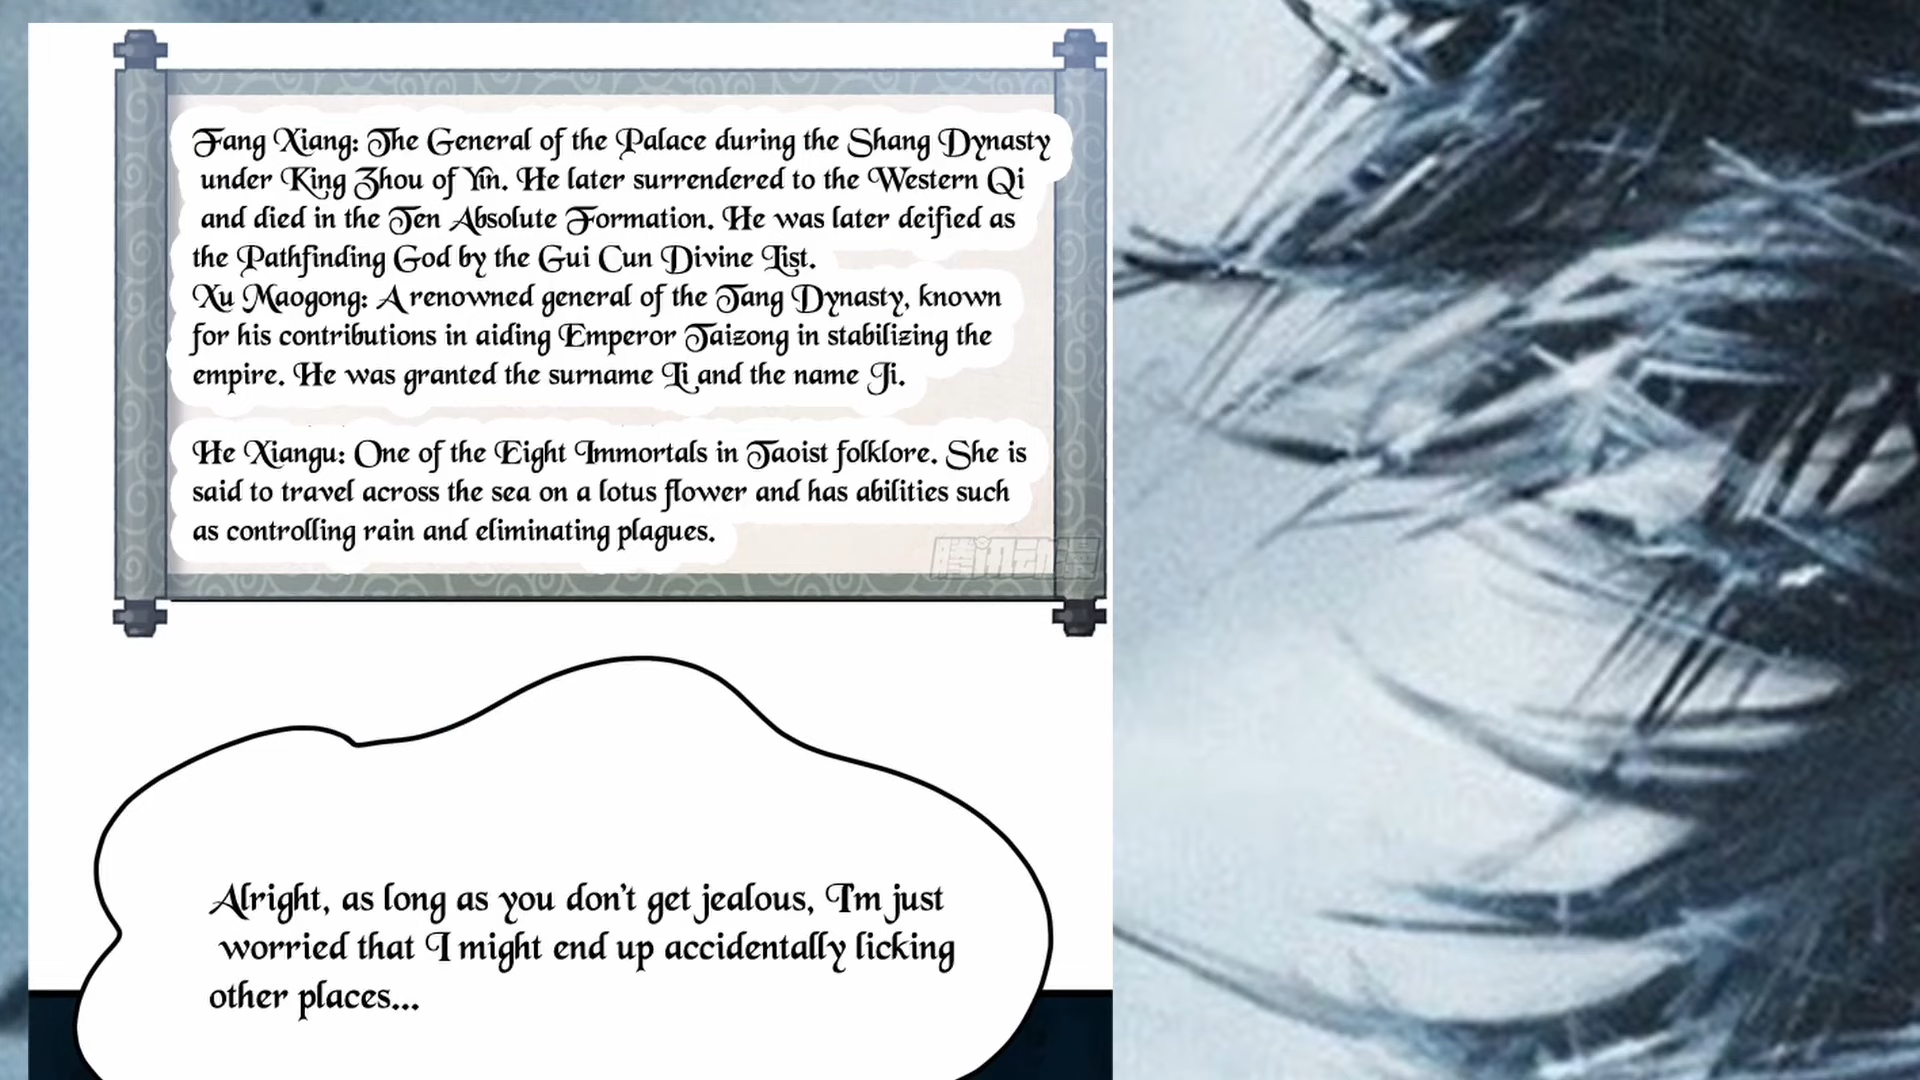 Fang Xiang: The General of the Palace during the Shang Dynasty
under King Zhou of Yin. He later surrendered to the Western Qi
and died in the Ten Absolute Formation. He was later deified as
the Pathfinding God by the Gui Cun Divine List.
Xu Maogong: A renowned general of the Tang Dynasty, known
for his contributions in aiding Emperor Taizong in stabilizing the
empire. He was granted the surname Li and the name Ji.
He Xiangu: One of the Eight Immortals in Taoist folklore. She is
said to travel across the sea on a lotus flower and has abilities such
as controlling rain and eliminating plagues.
腾讯动漫
Alright, as long as you don't get jealous, I'm just
worried that I might end up accidentally licking
other places...